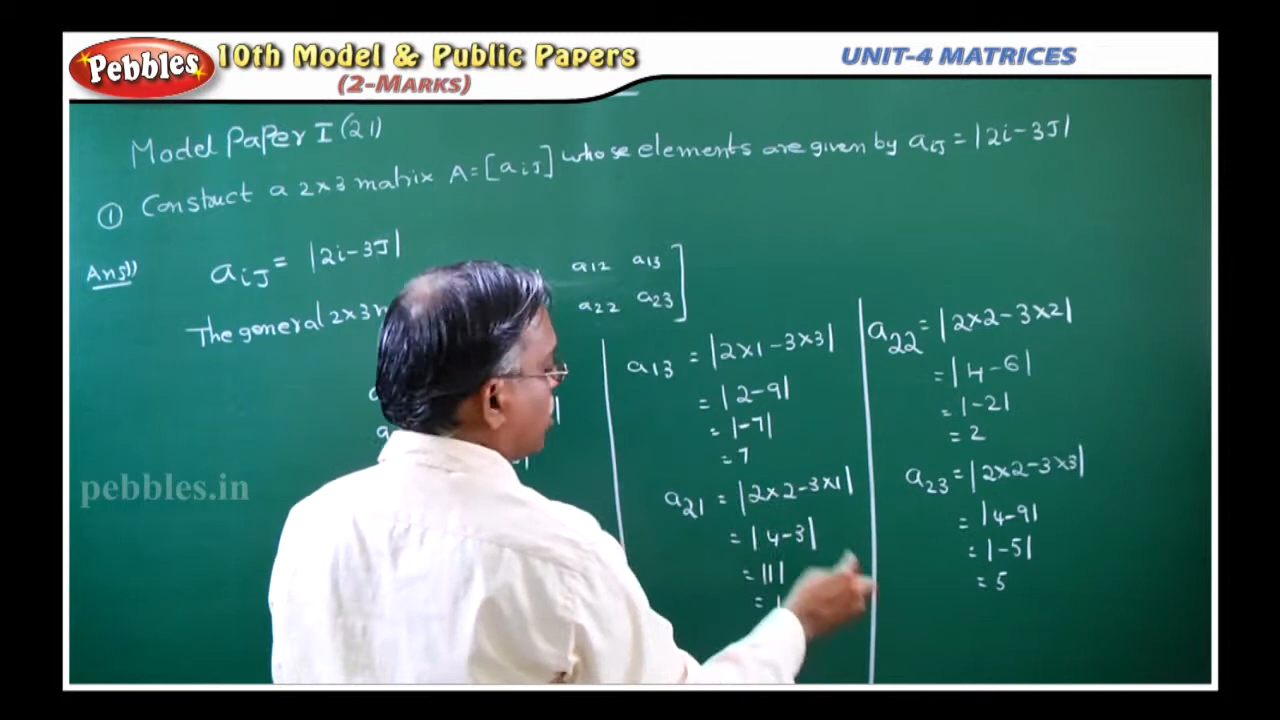 Pebbles
10th Model & Public Papers
(2-MARKS)
UNIT-4 MATRICES
Model Paper I (21)
① Construct a 2×3 matrix A = [aiJ] whose elements are given by aiJ = |2i-3J|
Ans))
aiJ = |2i-3J|
The general 2×3
a12 a13
a22 a23
a13 = |2×1-3×3|
= |2-9|
= |-7|
= 7
a21 = |2×2-3×1|
= |4-3|
= |1|
= 1
a22 = |2×2-3×2|
= |4-6|
= |-2|
= 2
a23 = |2×2-3×3|
= |4-9|
= |-5|
= 5
pebbles.in